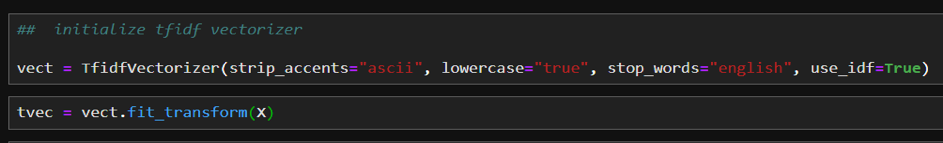 ##  initialize tfidf vectorizer
vect = TfidfVectorizer(strip_accents="ascii", lowercase="true", stop_words="english", use_idf=True)
tvec = vect.fit_transform(X)